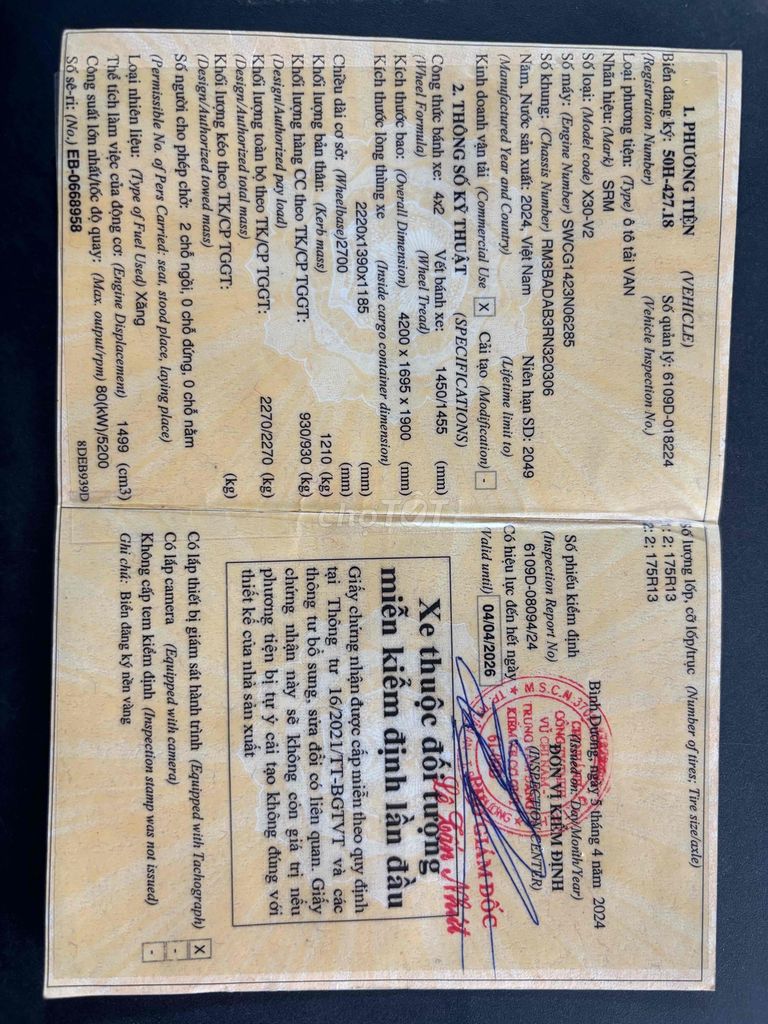 1. PHƯƠNG TIỆN (VEHICLE)
Biển đăng ký: 50H-427.18 Số quản lý: 6109D-018224
(Registration Number) (Vehicle Inspection No.)
Loại phương tiện: (Type) ô tô tải VAN
Nhãn hiệu: (Mark) SRM
Số loại: (Model code) X30-V2
Số máy: (Engine Number) SWCG1423N06285
Số khung: (Chassis Number) RM3BADAB3RN320306
Năm, Nước sản xuất: 2024, Việt Nam Niên hạn SD: 2049
(Manufactured Year and Country) (Lifetime limit to)
Kinh doanh vận tải (Commercial Use) X Cải tạo (Modification) -
2. THÔNG SỐ KỸ THUẬT (SPECIFICATIONS)
Công thức bánh xe: 4x2 Vết bánh xe: 1450/1455 (mm)
(Wheel Formula) (Wheel Tread)
Kích thước bao: (Overall Dimension) 4200 x 1695 x 1900 (mm)
Kích thước lòng thùng xe (Inside cargo container dimension)
2220x1390x1185 (mm)
Chiều dài cơ sở: (Wheelbase)2700 (mm)
Khối lượng bản thân: (Kerb mass) 1210 (kg)
Khối lượng hàng CC theo TK/CP TGGT: 930/930 (kg)
(Design/Authorized pay load)
Khối lượng toàn bộ theo TK/CP TGGT: 2270/2270 (kg)
(Design/Authorized total mass)
Khối lượng kéo theo TK/CP TGGT: (kg)
(Design/Authorized towed mass)
Số người cho phép chở: 2 chỗ ngồi, 0 chỗ đứng, 0 chỗ nằm
(Permissible No. of Pers Carried: seat, stood place, laying place)
Loại nhiên liệu: (Type of Fuel Used) Xăng
Thể tích làm việc của động cơ: (Engine Displacement) 1499 (cm3)
Công suất lớn nhất/tốc độ quay: (Max. output/rpm) 80(kW)/5200
Số sê-ri: (No.) EB-0668958 8DEB939D
Số lượng lốp, cỡ lốp/trục (Number of tires: Tire size/axle)
1: 2; 175R13
2: 2; 175R13
Số phiếu kiểm định
(Inspection Report No)
6109D-08094/24
Có hiệu lực đến hết ngày
(Valid until) 04/04/2026
Bình Dương, ngày 5 tháng 4 năm 2024
(Issued on: Day/Month/Year)
ĐƠN VỊ KIỂM ĐỊNH
(INSPECTION CENTER)
PHÓ GIÁM ĐỐC
Lê Toàn Nhất
Xe thuộc đối tượng
miễn kiểm định lần đầu
Giấy chứng nhận được cấp miễn theo quy định
tại Thông tư 16/2021/TT-BGTVT và các
thông tư bổ sung, sửa đổi có liên quan. Giấy
chứng nhận này sẽ không còn giá trị nếu
phương tiện bị tự ý cải tạo không đúng với
thiết kế của nhà sản xuất
Có lắp thiết bị giám sát hành trình (Equipped with Tachograph) X
Có lắp camera (Equipped with camera) -
Không cấp tem kiểm định (Inspection stamp was not issued) -
Ghi chú: Biển đăng ký nền vàng
choTỐT